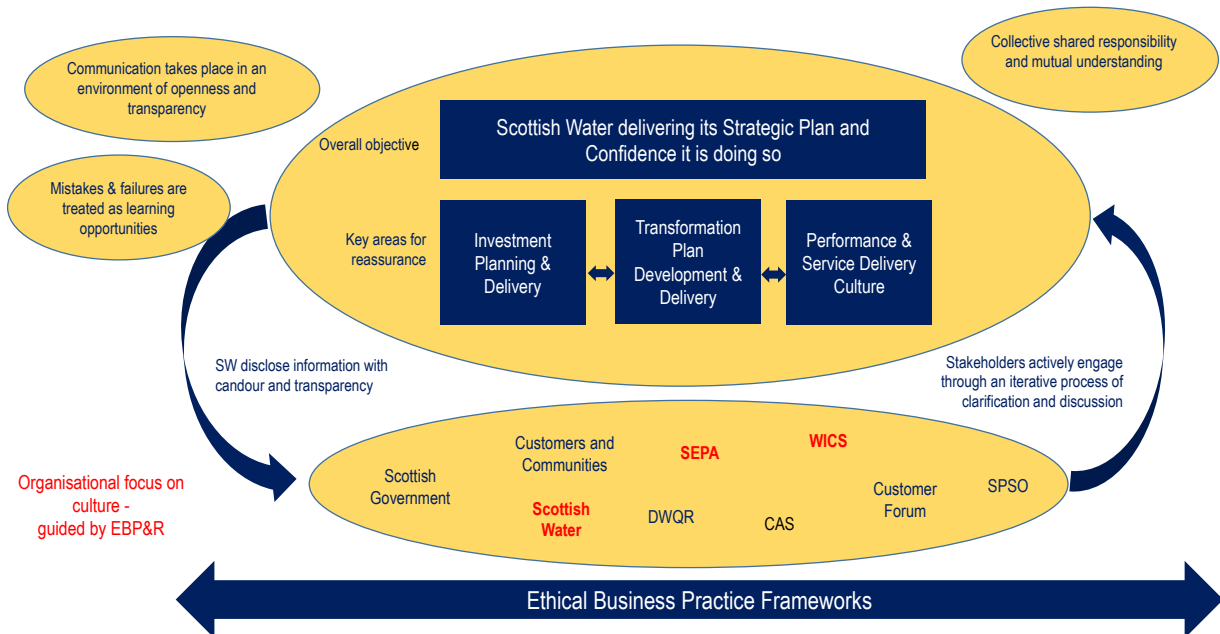 Communication takes place in an
environment of openness and
transparency
Collective shared responsibility
and mutual understanding
Mistakes & failures are
treated as learning
opportunities
Overall objective
Scottish Water delivering its Strategic Plan and
Confidence it is doing so
Key areas for
reassurance
Investment
Planning &
Delivery
Transformation
Plan
Development &
Delivery
Performance &
Service Delivery
Culture
SW disclose information with
candour and transparency
Stakeholders actively engage
through an iterative process of
clarification and discussion
Organisational focus on
culture -
guided by EBP&R
Scottish
Government
Customers and
Communities
Scottish
Water
SEPA
DWQR
WICS
CAS
Customer
Forum
SPSO
Ethical Business Practice Frameworks